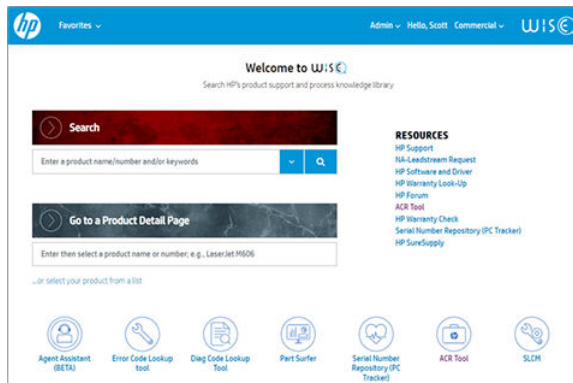 hp
Favorites
Admin
Hello, Scott
Commercial
WISE
Welcome to WISE
Search HP's product support and process knowledge library
Search
Enter a product name/number and/or keywords
Go to a Product Detail Page
Enter then select a product name or number; e.g., LaserJet M606
...or select your product from a list
RESOURCES
HP Support
NA-Leadstream Request
HP Software and Driver
HP Warranty Look-Up
HP Forum
ACR Tool
HP Warranty Check
Serial Number Repository (PC Tracker)
HP SureSupply
Agent Assistant
(BETA)
Error Code Lookup
tool
Diag Code Lookup
Tool
Part Surfer
Serial Number
Repository (PC
Tracker)
ACR Tool
SLCM